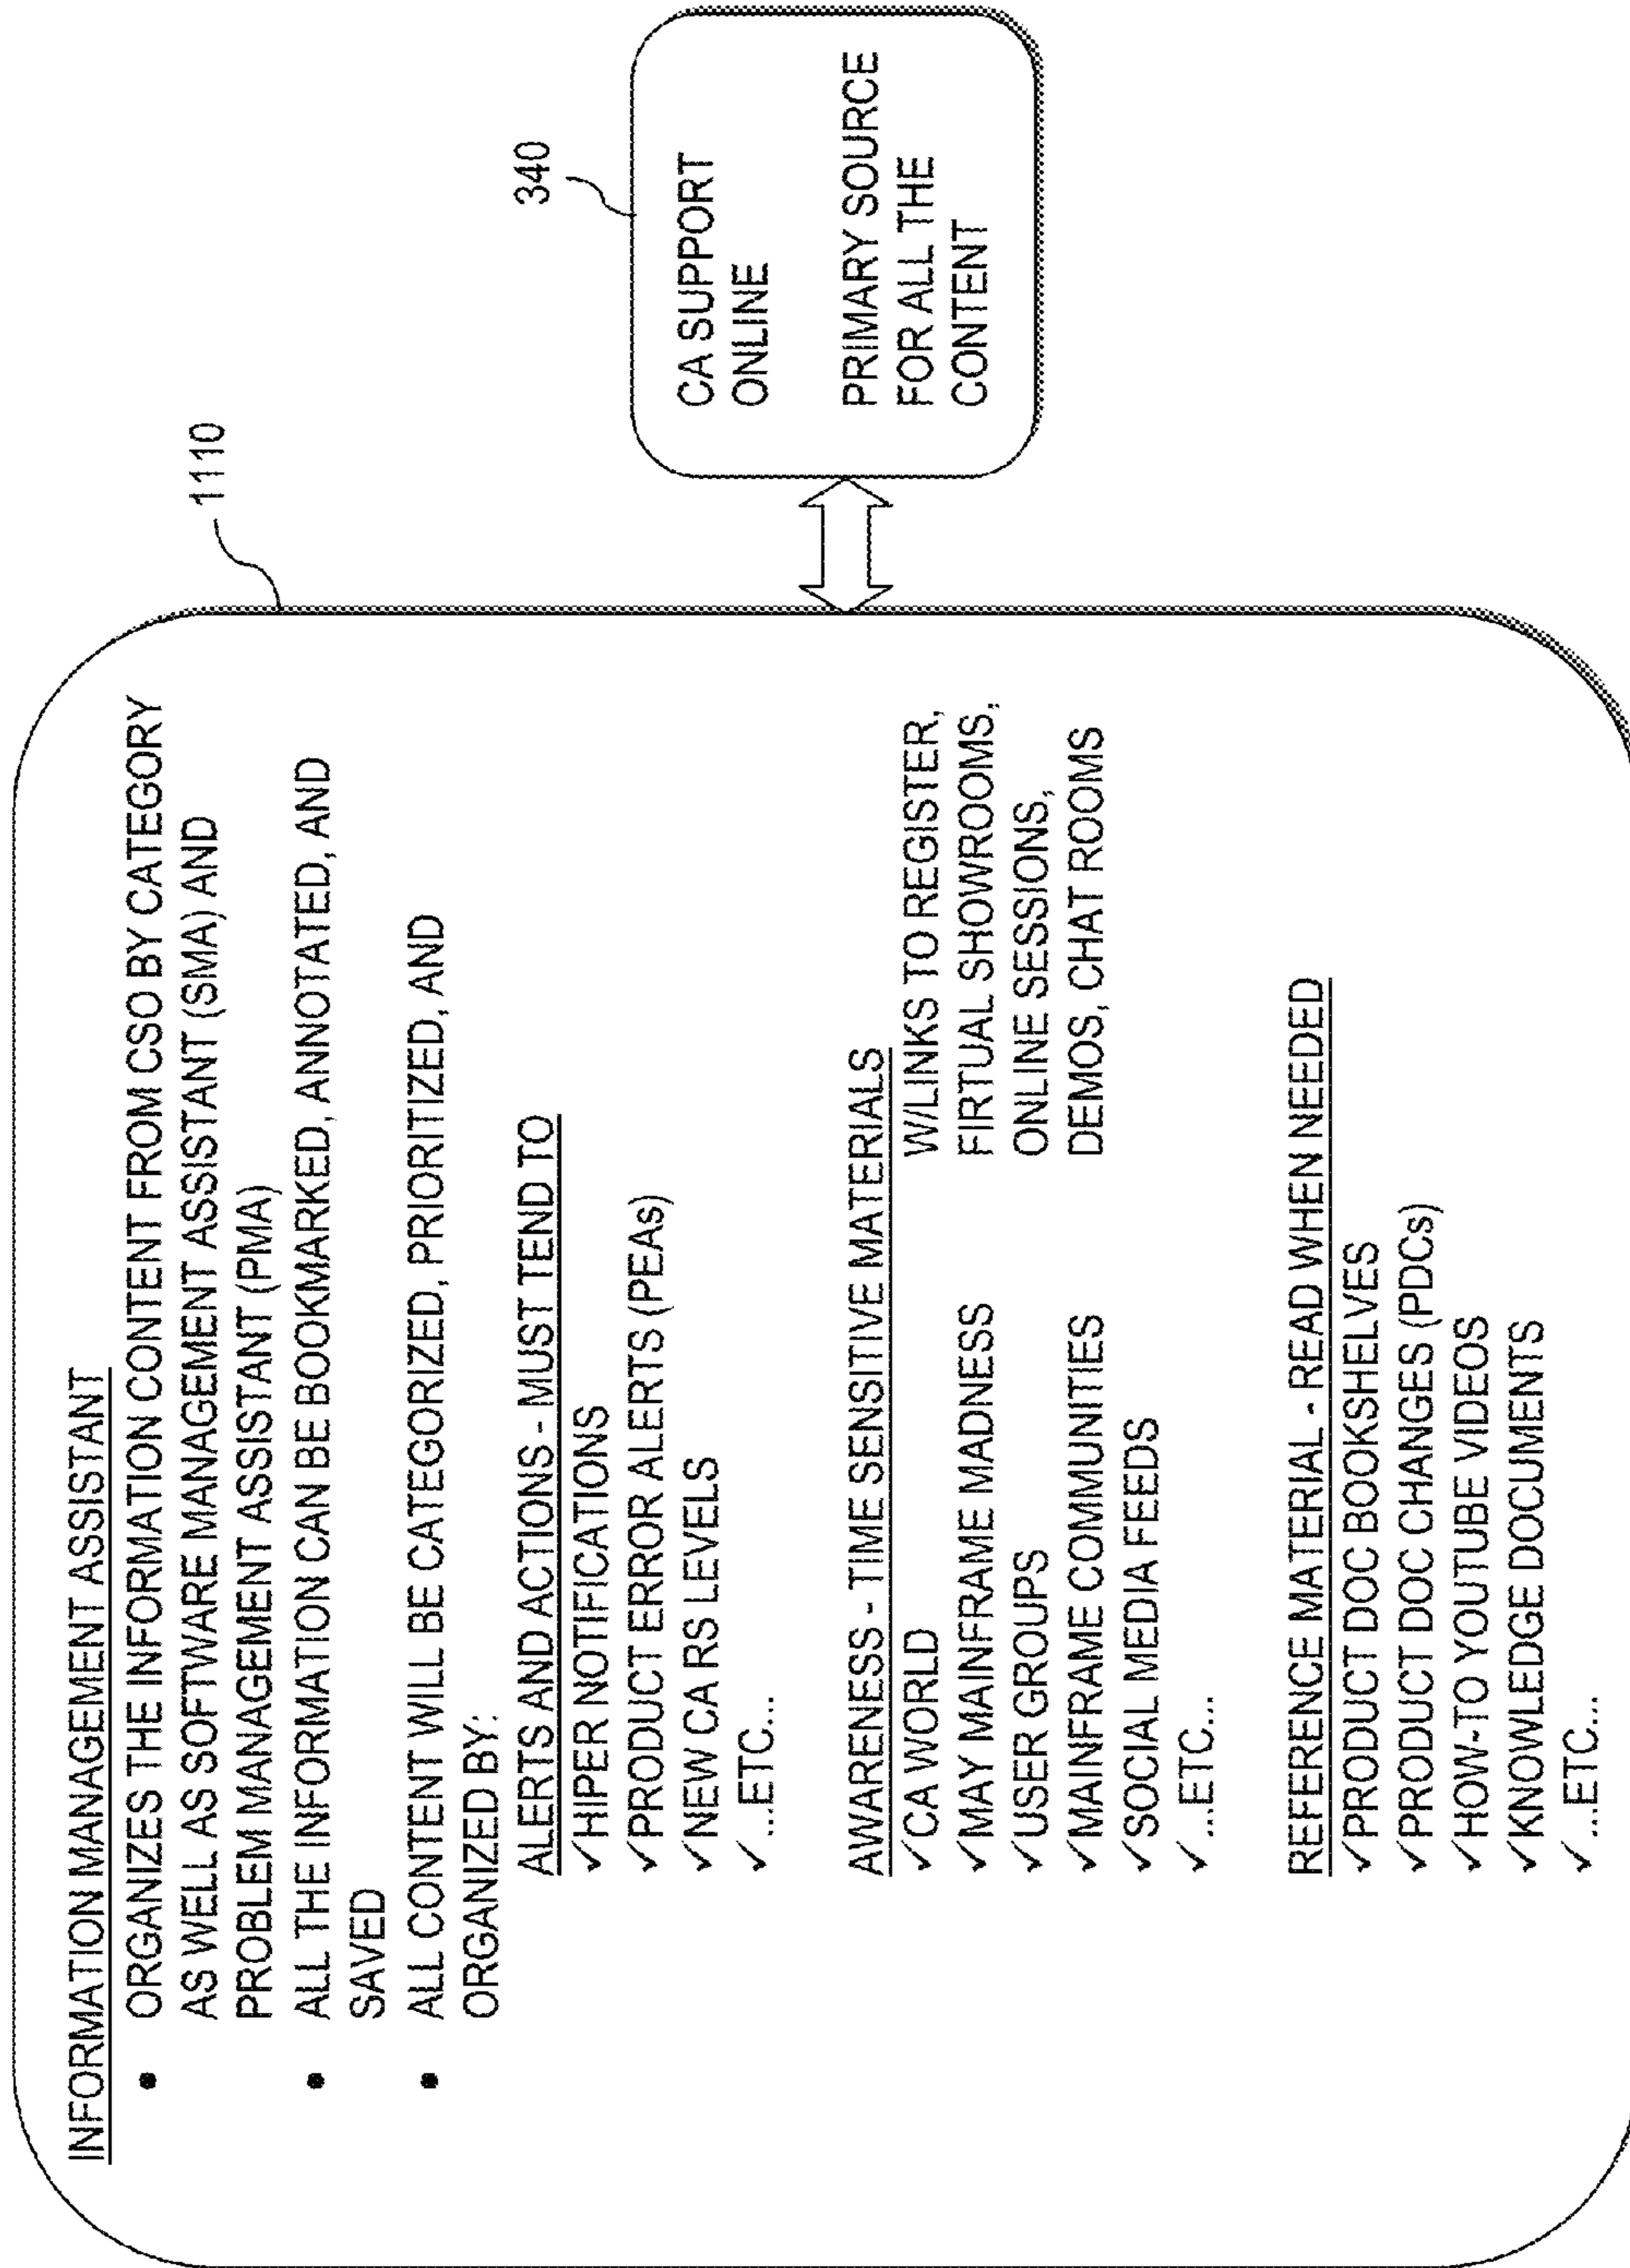 INFORMATION MANAGEMENT ASSISTANT
• ORGANIZES THE INFORMATION CONTENT FROM CSO BY CATEGORY
AS WELL AS SOFTWARE MANAGEMENT ASSISTANT (SMA) AND
PROBLEM MANAGEMENT ASSISTANT (PMA)
• ALL THE INFORMATION CAN BE BOOKMARKED, ANNOTATED, AND
SAVED
• ALL CONTENT WILL BE CATEGORIZED, PRIORITIZED, AND
ORGANIZED BY:
ALERTS AND ACTIONS - MUST TEND TO
✓HIPER NOTIFICATIONS
✓PRODUCT ERROR ALERTS (PEAs)
✓NEW CA RS LEVELS
✓ ...ETC...
AWARENESS - TIME SENSITIVE MATERIALS
✓CA WORLD
✓MAY MAINFRAME MADNESS
✓USER GROUPS
✓MAINFRAME COMMUNITIES
✓SOCIAL MEDIA FEEDS
✓ ...ETC...
W/LINKS TO REGISTER,
FIRTUAL SHOWROOMS,
ONLINE SESSIONS,
DEMOS, CHAT ROOMS
REFERENCE MATERIAL - READ WHEN NEEDED
✓PRODUCT DOC BOOKSHELVES
✓PRODUCT DOC CHANGES (PDCs)
✓HOW-TO YOUTUBE VIDEOS
✓KNOWLEDGE DOCUMENTS
✓ ...ETC...
1110
340
CA SUPPORT
ONLINE
PRIMARY SOURCE
FOR ALL THE
CONTENT